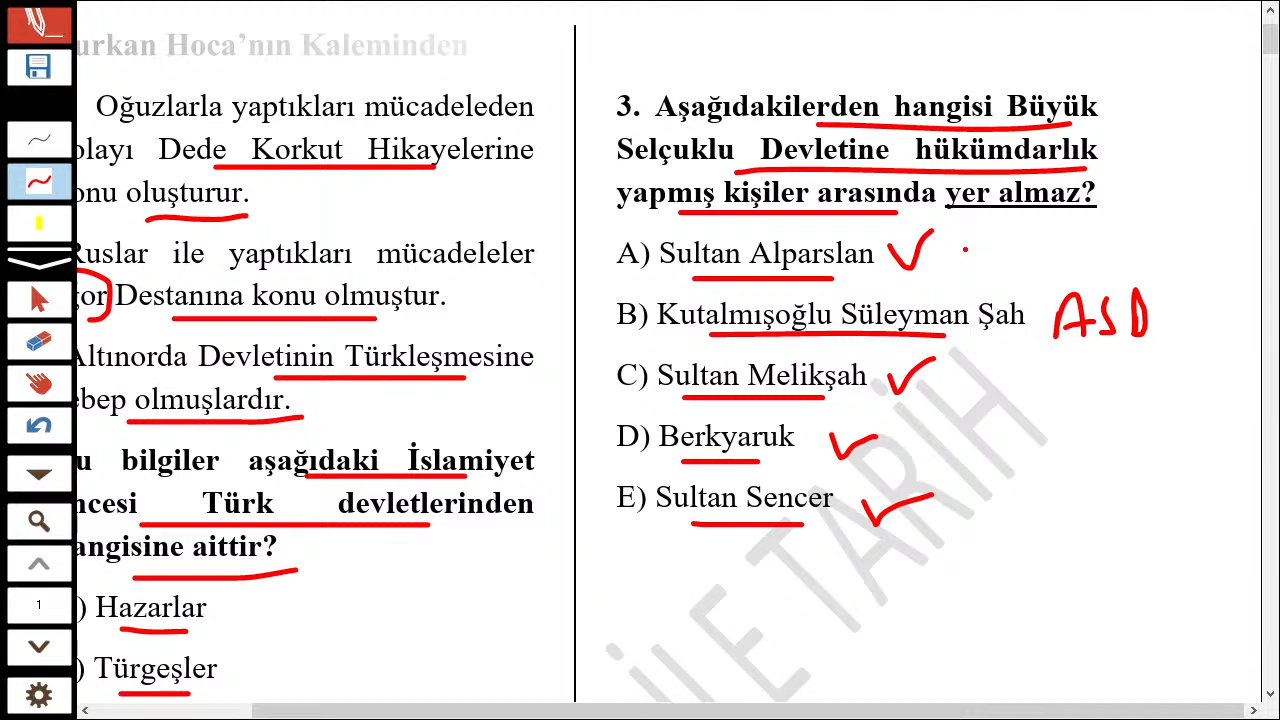 urkan Hoca’nın Kaleminden
Oğuzlarla yaptıkları mücadeleden
olayı Dede Korkut Hikayelerine
onu oluşturur.
Ruslar ile yaptıkları mücadeleler
gor Destanına konu olmuştur.
Altınorda Devletinin Türkleşmesine
ebep olmuşlardır.
u bilgiler aşağıdaki İslamiyet
ncesi Türk devletlerinden
angisine aittir?
) Hazarlar
) Türgeşler
3. Aşağıdakilerden hangisi Büyük
Selçuklu Devletine hükümdarlık
yapmış kişiler arasında yer almaz?
A) Sultan Alparslan
B) Kutalmışoğlu Süleyman Şah ASD
C) Sultan Melikşah
D) Berkyaruk
E) Sultan Sencer
İLE TARİH
1